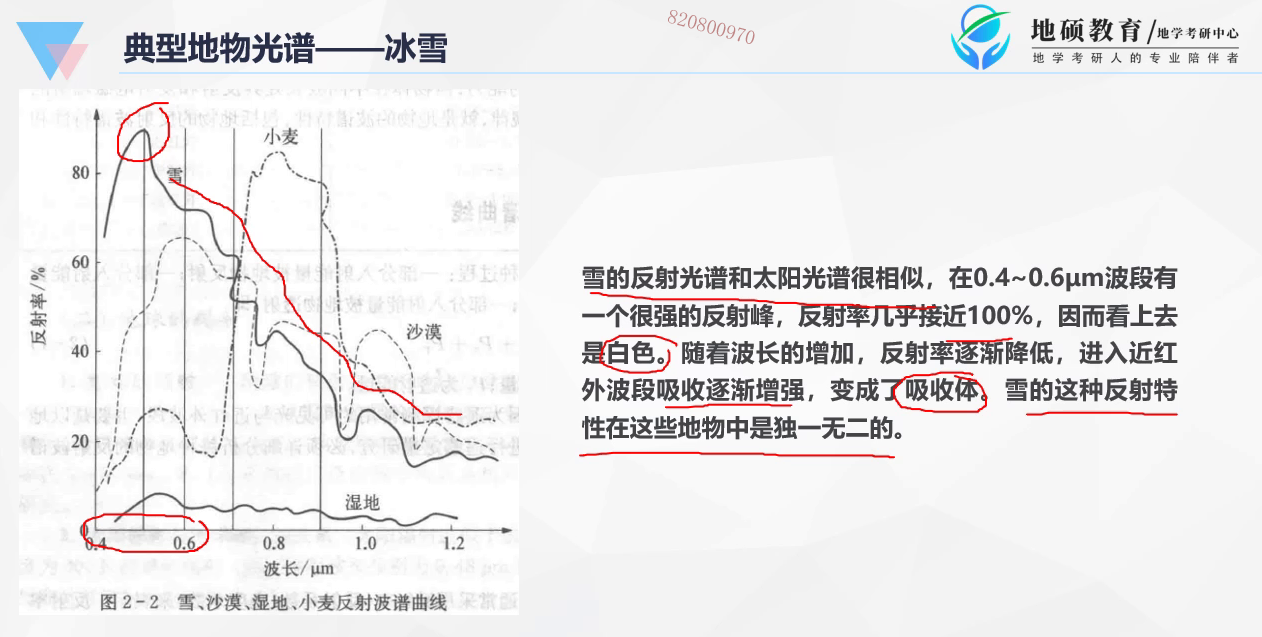 典型地物光谱——冰雪
820800970
地硕教育/地学考研中心
地学考研人的专业陪伴者
反射率/%
80
60
40
20
0
小麦
雪
沙漠
湿地
0.4 0.6 0.8 1.0 1.2
波长/μm
图 2-2 雪、沙漠、湿地、小麦反射波谱曲线
雪的反射光谱和太阳光谱很相似，在0.4~0.6μm波段有
一个很强的反射峰，反射率几乎接近100%，因而看上去
是白色。随着波长的增加，反射率逐渐降低，进入近红
外波段吸收逐渐增强，变成了吸收体。雪的这种反射特
性在这些地物中是独一无二的。